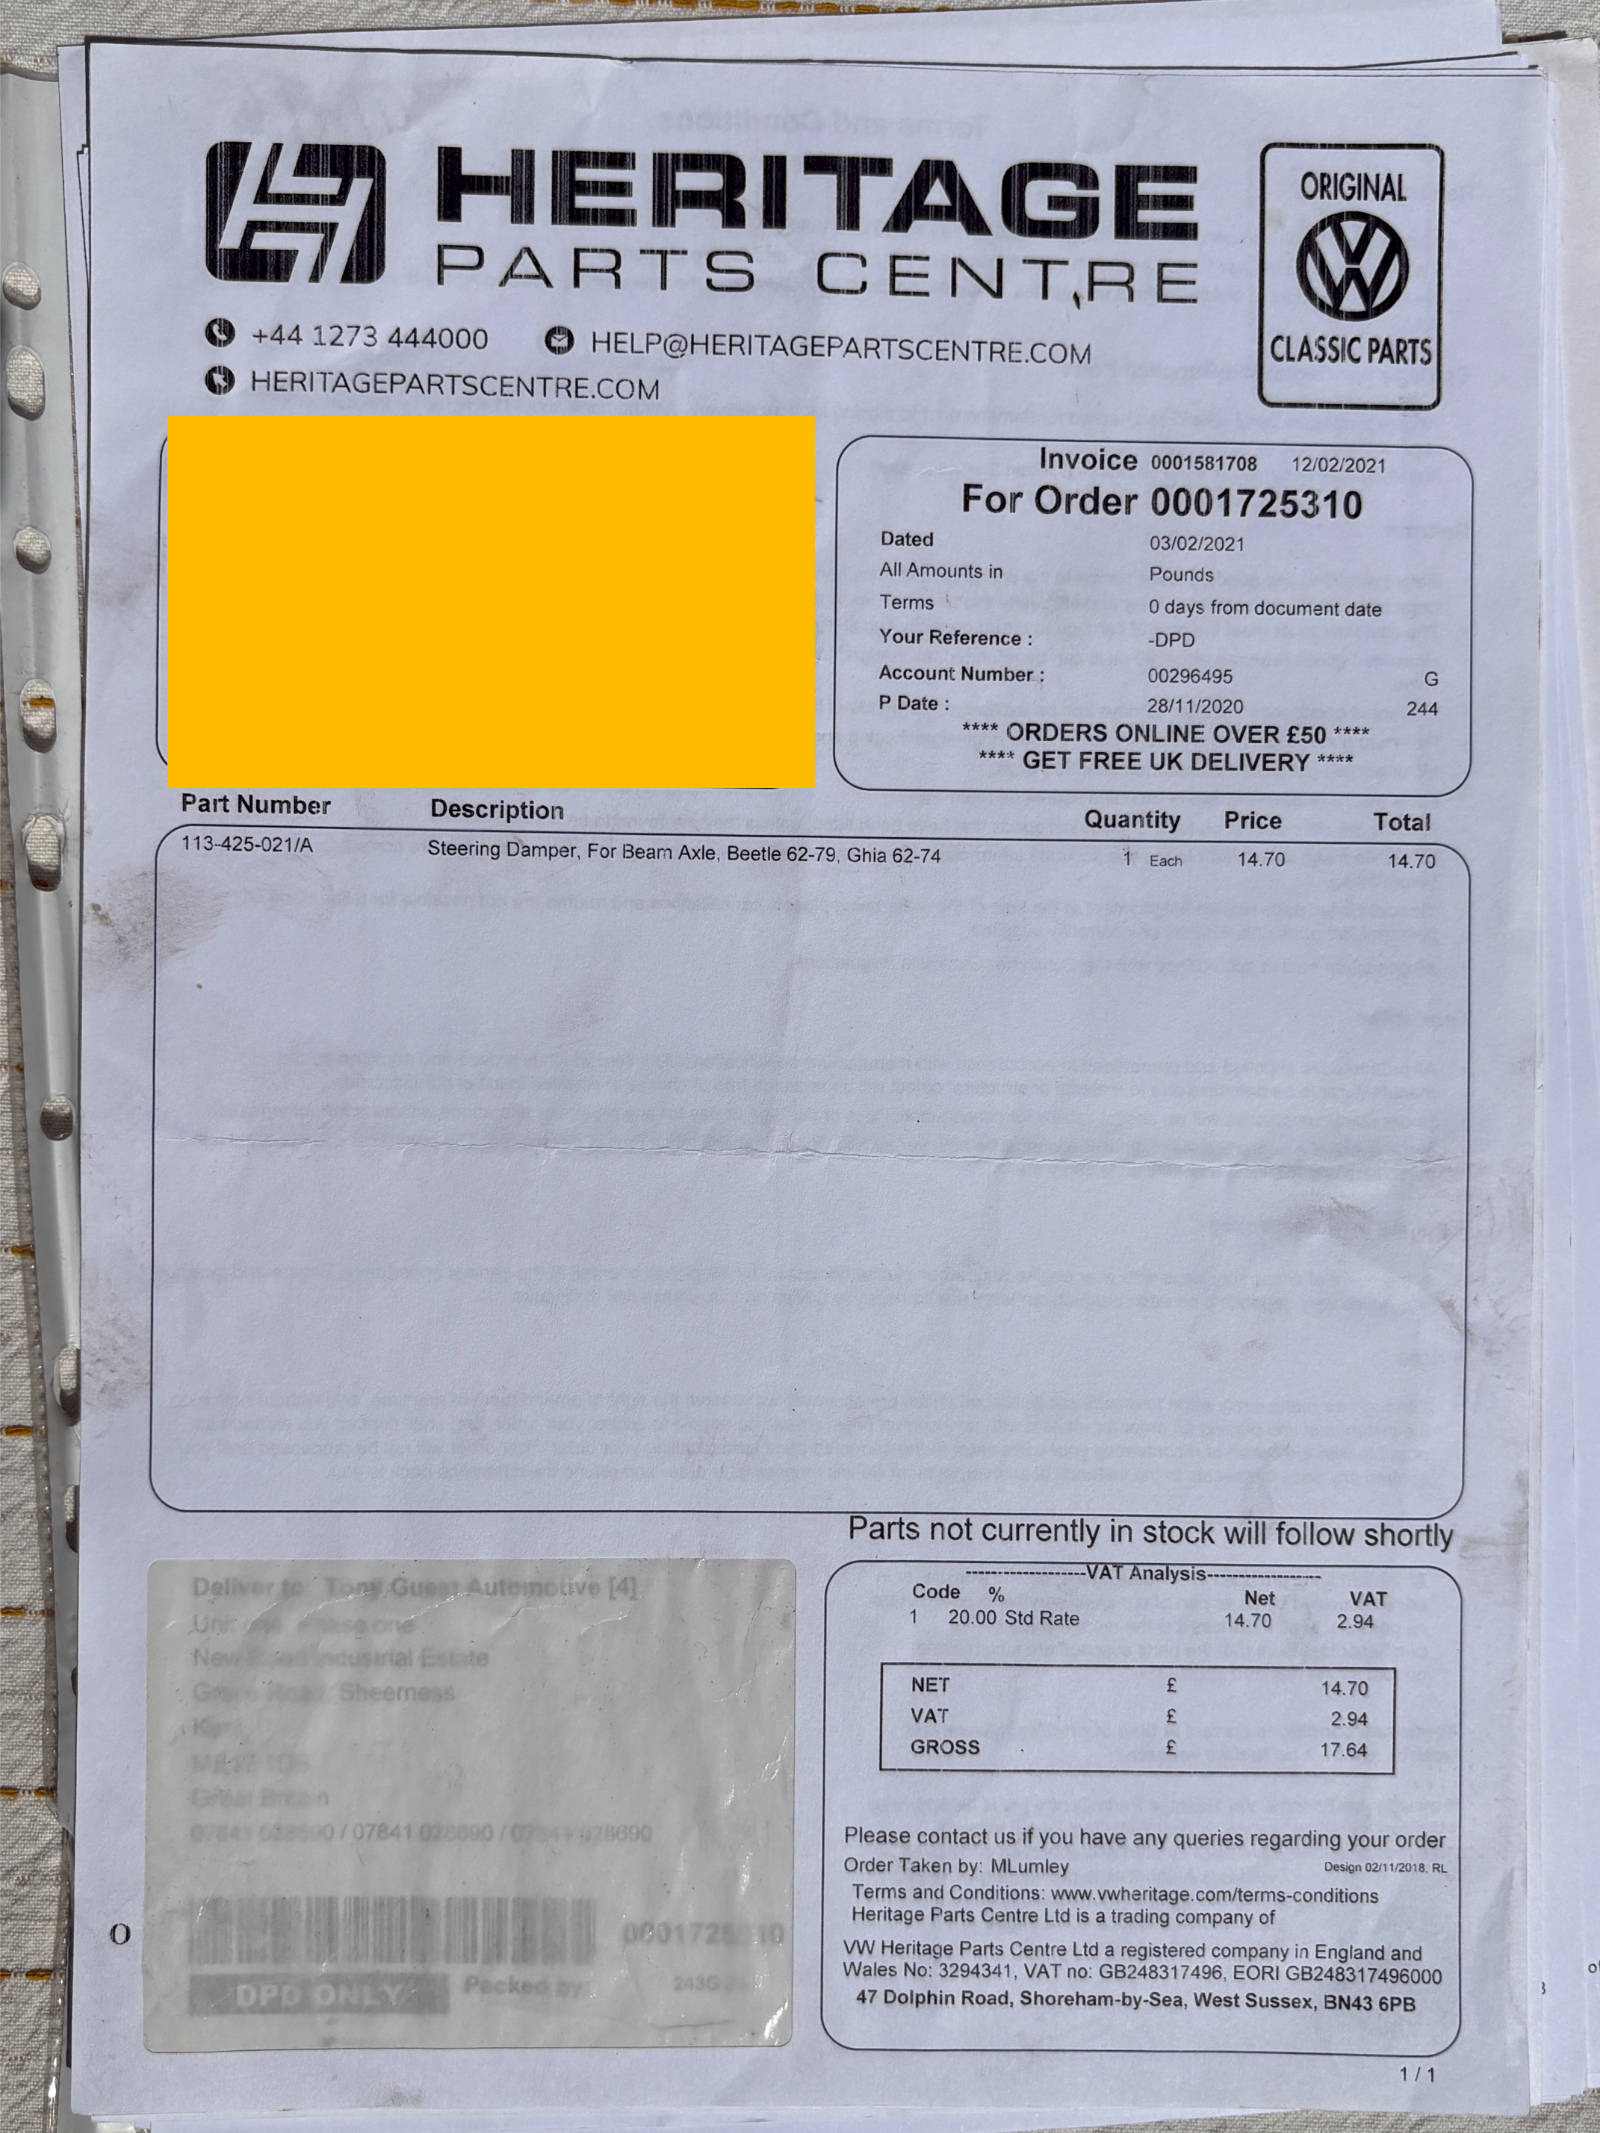 HERITAGE
PARTS CENTRE
ORIGINAL
CLASSIC PARTS
+44 1273 444000 HELP@HERITAGEPARTSCENTRE.COM
HERITAGEPARTSCENTRE.COM
Invoice 0001581708 12/02/2021
For Order 0001725310
Dated 03/02/2021
All Amounts in Pounds
Terms 0 days from document date
Your Reference : -DPD
Account Number : 00296495 G
P Date : 28/11/2020 244
**** ORDERS ONLINE OVER £50 ****
**** GET FREE UK DELIVERY ****
Part Number Description Quantity Price Total
113-425-021/A Steering Damper, For Beam Axle, Beetle 62-79, Ghia 62-74 1 Each 14.70 14.70
Parts not currently in stock will follow shortly
Deliver to: Tony Guest Automotive [4]
New Road Industrial Estate
Sheerness
Great Britain
/ 07841 028690 /
0001725310
DPD ONLY Packed by: 243G
-----------------VAT Analysis-----------------
Code % Net VAT
1 20.00 Std Rate 14.70 2.94
NET £ 14.70
VAT £ 2.94
GROSS £ 17.64
Please contact us if you have any queries regarding your order
Order Taken by: MLumley Design 02/11/2018. RL
Terms and Conditions: www.vwheritage.com/terms-conditions
Heritage Parts Centre Ltd is a trading company of
VW Heritage Parts Centre Ltd a registered company in England and
Wales No: 3294341, VAT no: GB248317496, EORI GB248317496000
47 Dolphin Road, Shoreham-by-Sea, West Sussex, BN43 6PB
O
1 / 1